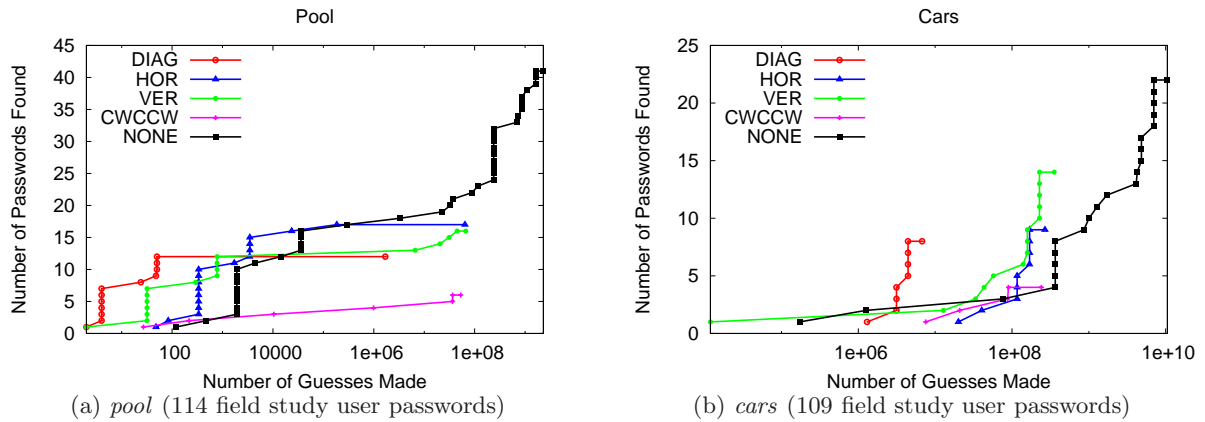 Pool
Number of Passwords Found
45
40
35
30
25
20
15
10
5
0
DIAG
HOR
VER
CWCCW
NONE
100
10000
1e+06
1e+08
Number of Guesses Made
(a) pool (114 field study user passwords)
Cars
Number of Passwords Found
25
20
15
10
5
0
DIAG
HOR
VER
CWCCW
NONE
1e+06
1e+08
1e+10
Number of Guesses Made
(b) cars (109 field study user passwords)